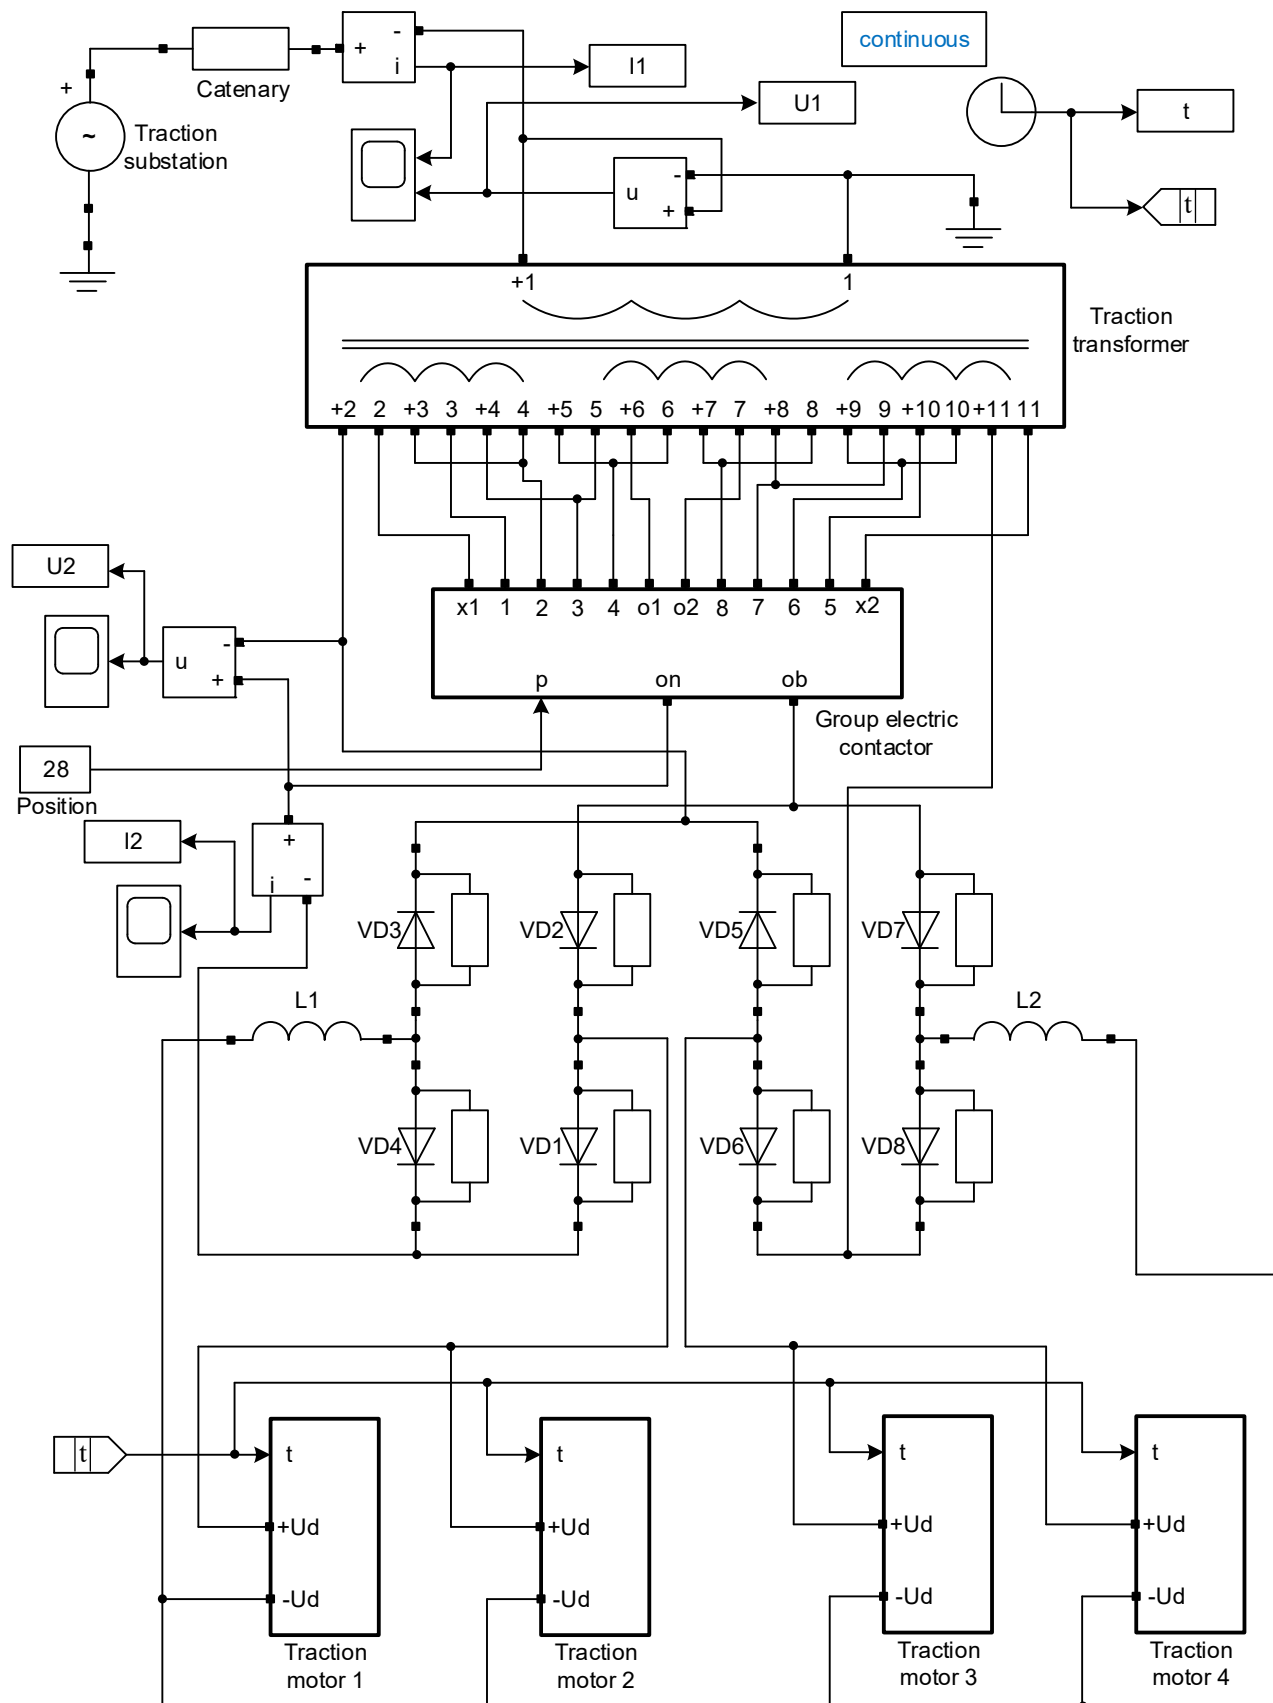 continuous
+
-
i
I1
Catenary
U1
t
+
~
Traction
substation
u
-
+
|t|
+1
1
Traction
transformer
+2 2 +3 3 +4 4 +5 5 +6 6 +7 7 +8 8 +9 9 +10 10 +11 11
U2
x1 1 2 3 4 o1 o2 8 7 6 5 x2
u
-
+
p on ob
Group electric
contactor
28
Position
I2
+
i
-
VD3
VD2
VD5
VD7
L1
L2
VD4
VD1
VD6
VD8
|t|
t
t
t
t
+Ud
+Ud
+Ud
+Ud
-Ud
-Ud
-Ud
-Ud
Traction
motor 1
Traction
motor 2
Traction
motor 3
Traction
motor 4